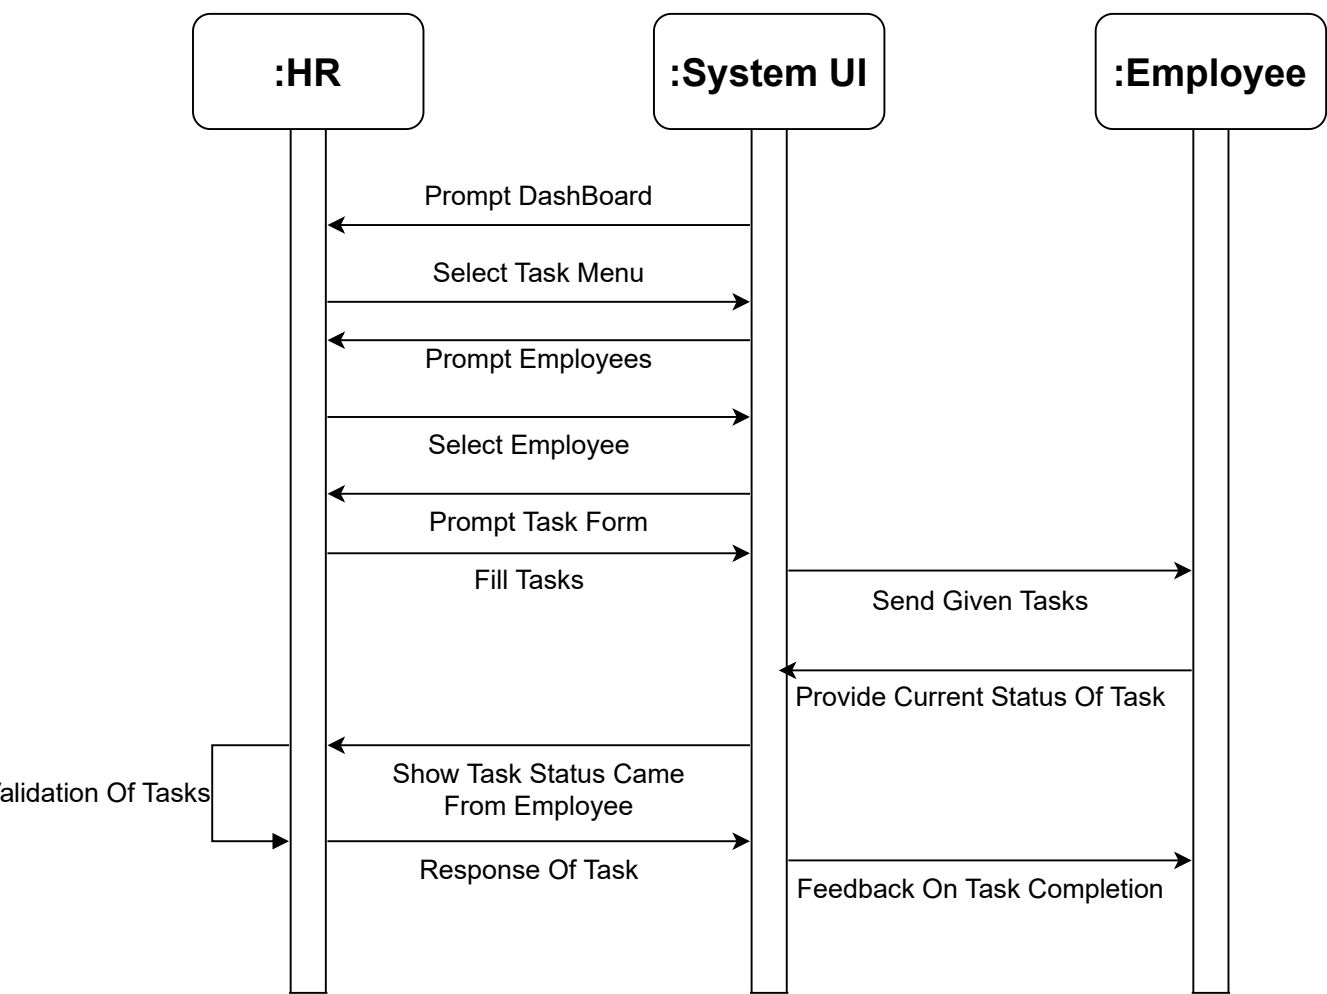 :HR
:System UI
:Employee
Prompt DashBoard
Select Task Menu
Prompt Employees
Select Employee
Prompt Task Form
Fill Tasks
Send Given Tasks
Provide Current Status Of Task
Show Task Status Came
From Employee
alidation Of Tasks
Response Of Task
Feedback On Task Completion